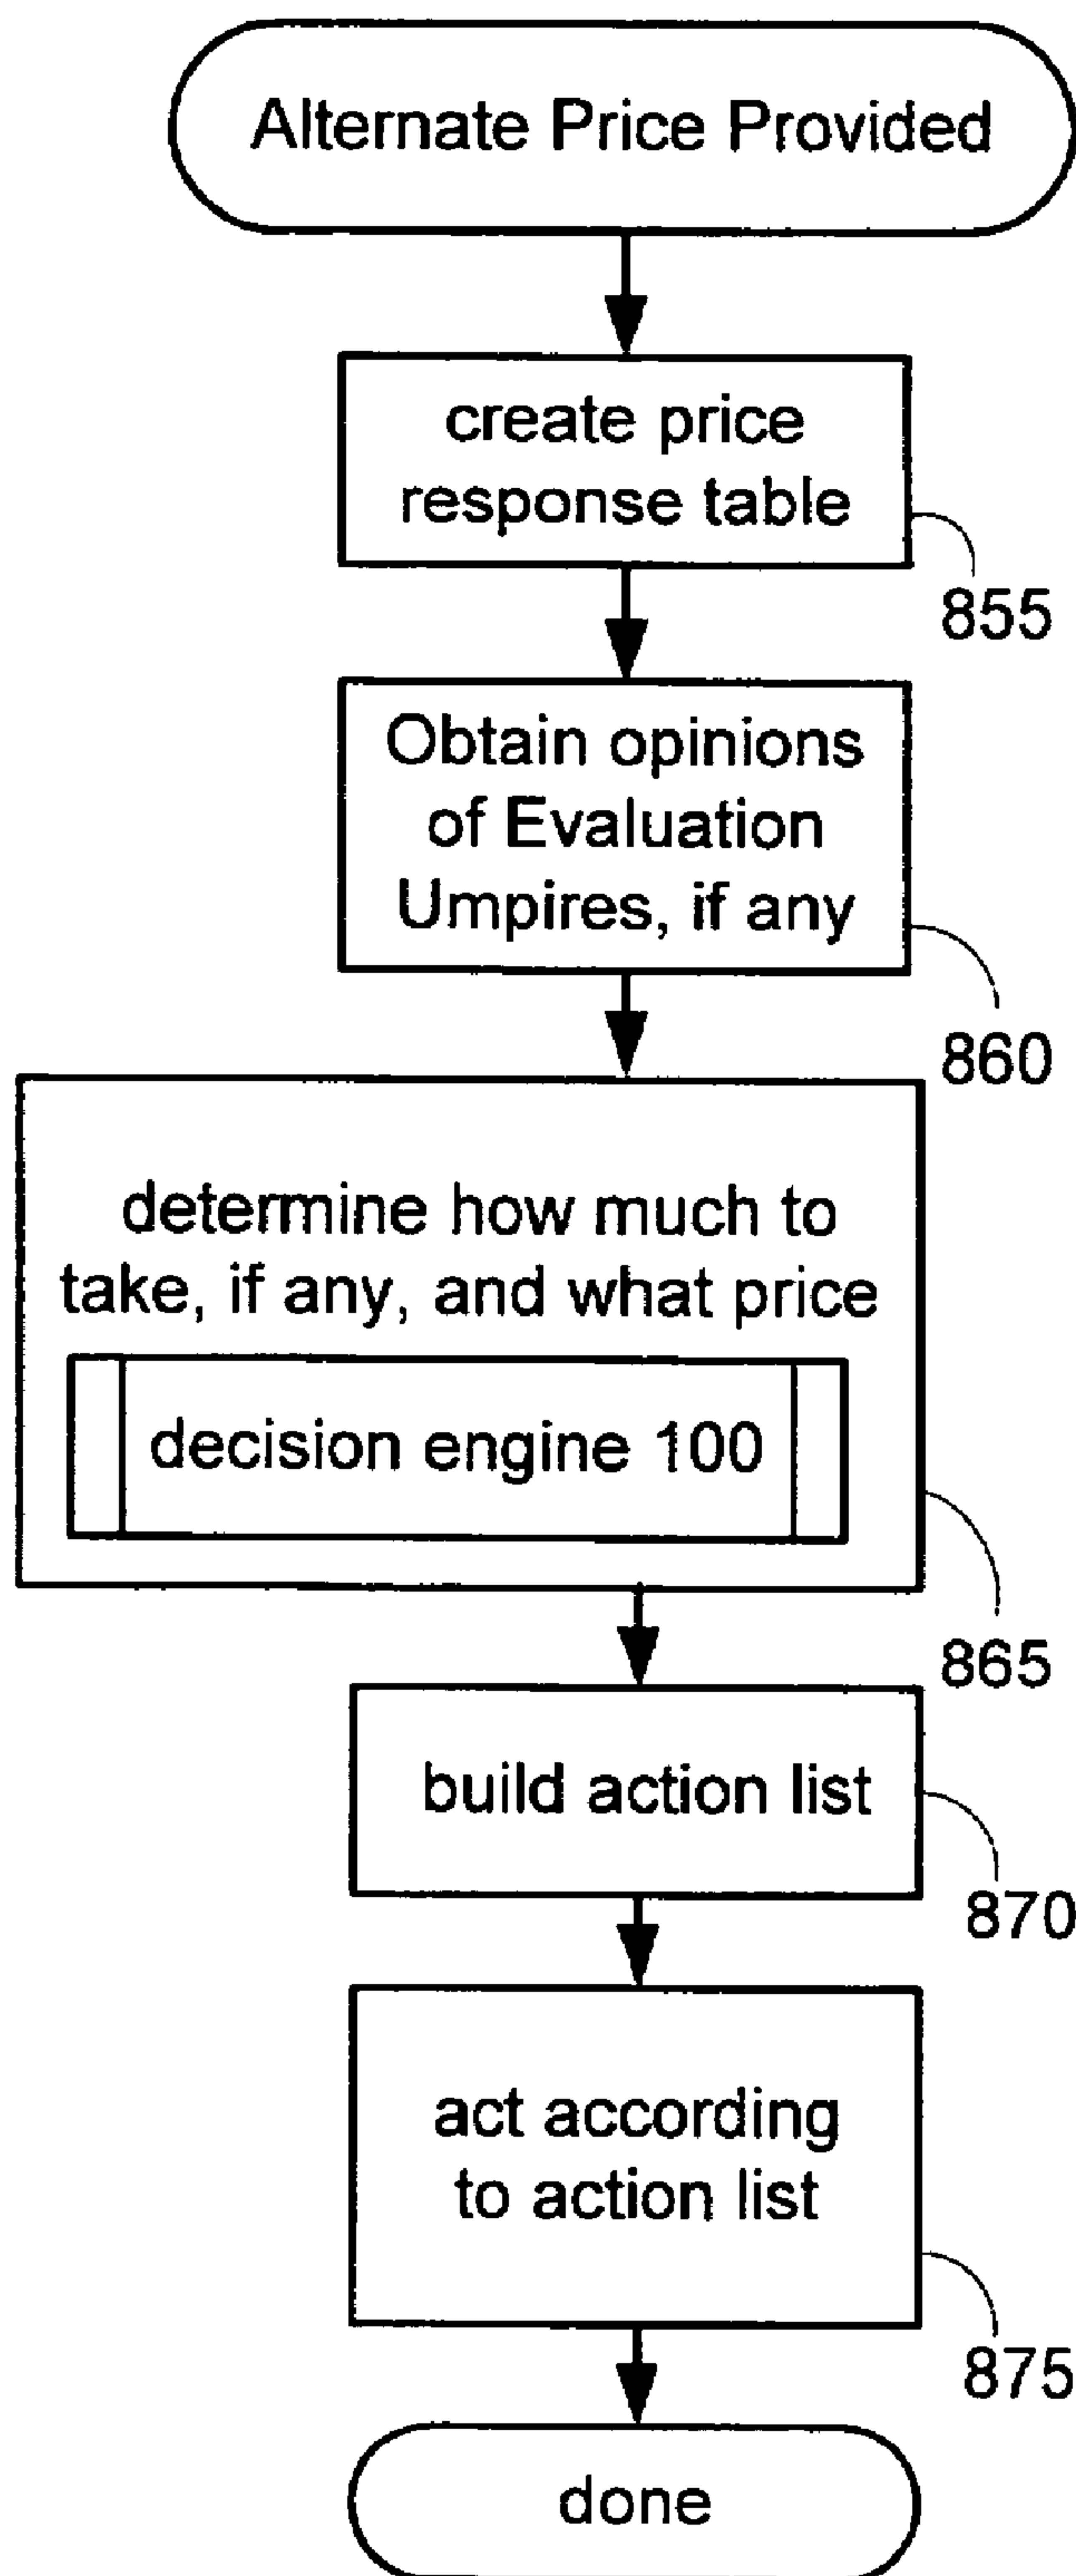 Alternate Price Provided
create price
response table
855
Obtain opinions
of Evaluation
Umpires, if any
860
determine how much to
take, if any, and what price
decision engine 100
865
build action list
870
act according
to action list
875
done